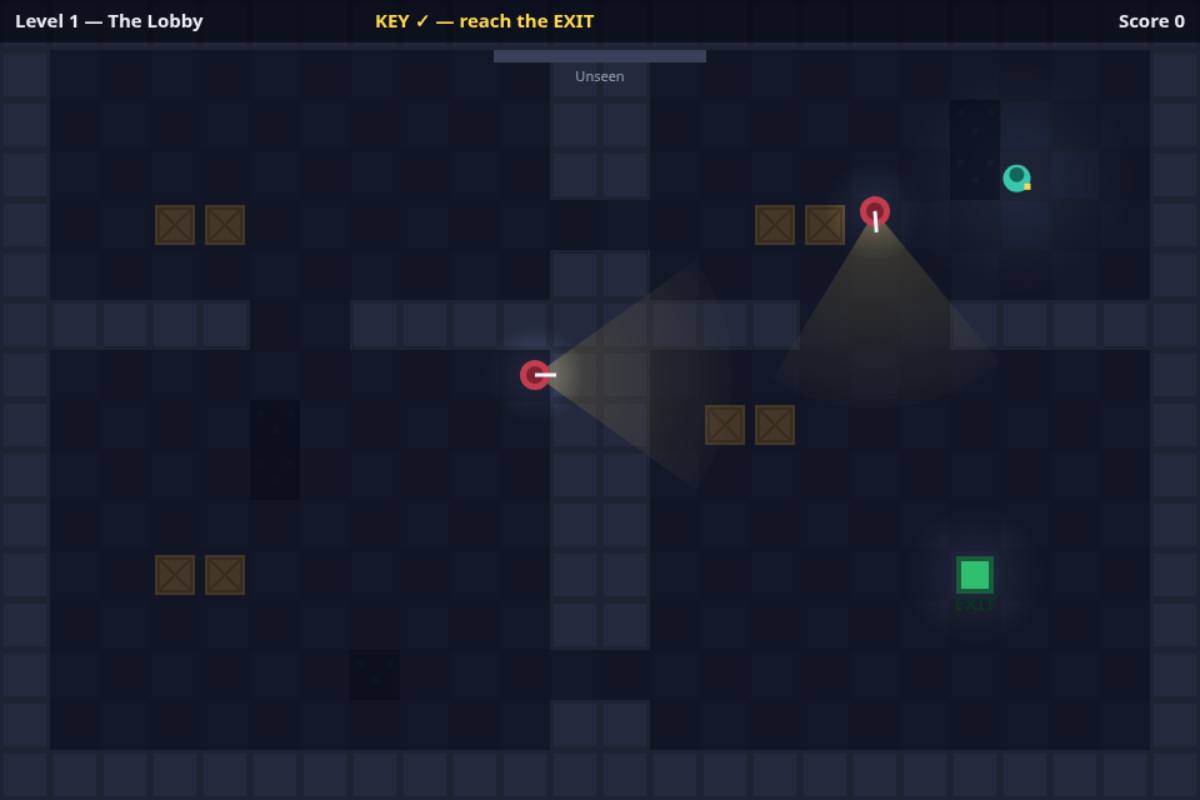 Level 1 — The Lobby
KEY ✓ — reach the EXIT
Score 0
Unseen
EXIT